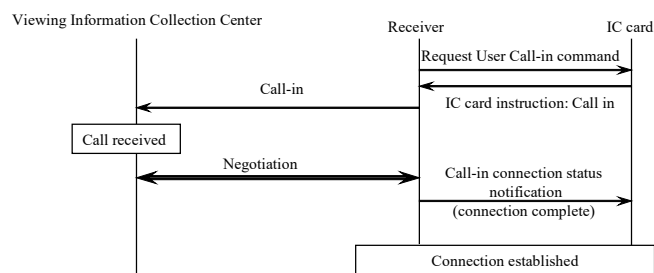 Viewing Information Collection Center
Receiver
IC card
Request User Call-in command
Call-in
IC card instruction: Call in
Call received
Negotiation
Call-in connection status
notification
(connection complete)
Connection established